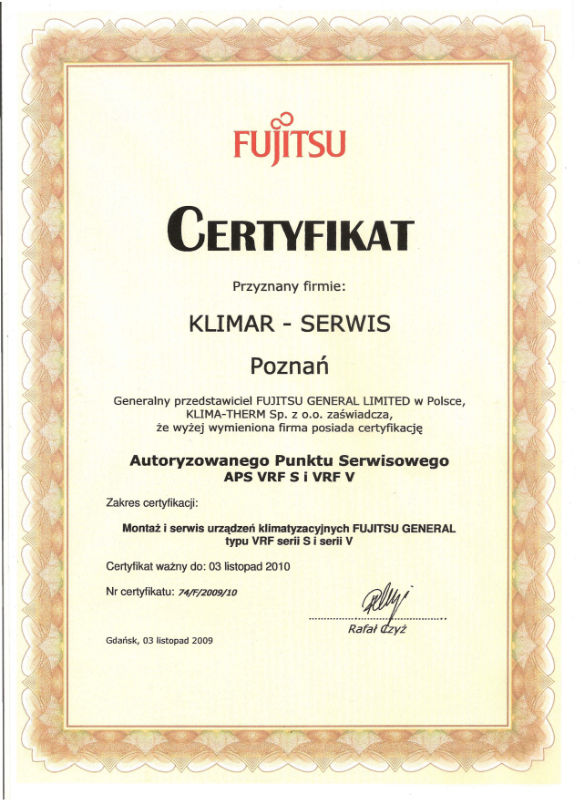 FUJITSU
CERTYFIKAT
Przyznany firmie:
KLIMAR - SERWIS
Poznań
Generalny przedstawiciel FUJITSU GENERAL LIMITED w Polsce,
KLIMA-THERM Sp. z o.o. zaświadcza,
że wyżej wymieniona firma posiada certyfikację
Autoryzowanego Punktu Serwisowego
APS VRF S i VRF V
Zakres certyfikacji:
Montaż i serwis urządzeń klimatyzacyjnych FUJITSU GENERAL
typu VRF serii S i serii V
Certyfikat ważny do: 03 listopad 2010
Nr certyfikatu: 74/F/2009/10
Rafał Czyż
Gdańsk, 03 listopad 2009